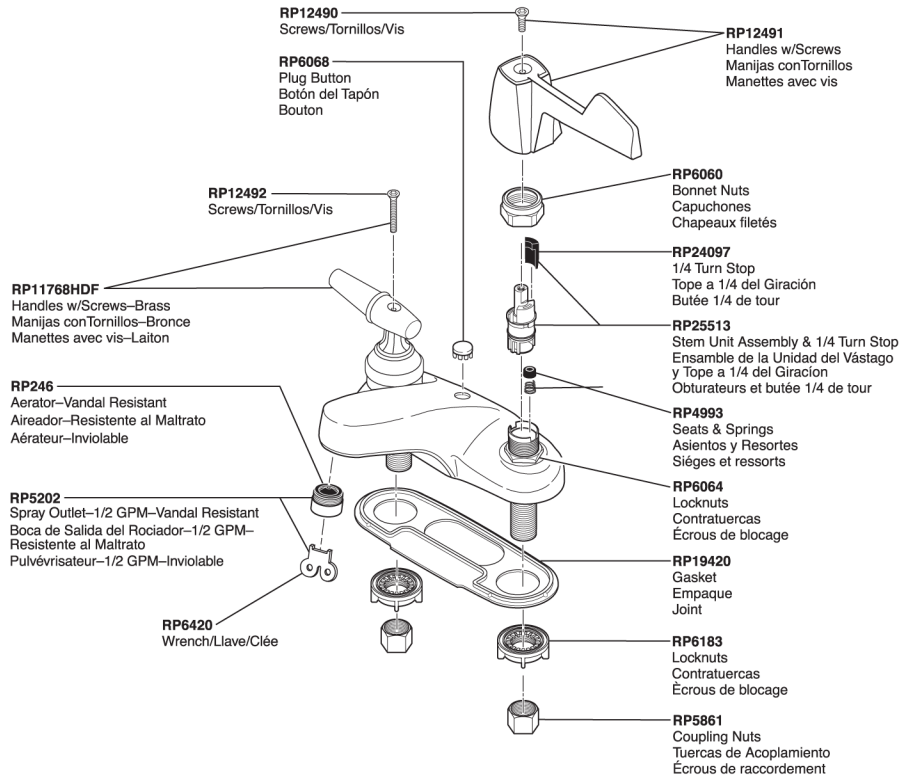 RP12490
Screws/Tornillos/Vis
RP6068
Plug Button
Botón del Tapón
Bouton
RP12491
Handles w/Screws
Manijas conTornillos
Manettes avec vis
RP12492
Screws/Tornillos/Vis
RP6060
Bonnet Nuts
Capuchones
Chapeaux filetés
RP24097
1/4 Turn Stop
Tope a 1/4 del Giración
Butée 1/4 de tour
RP11768HDF
Handles w/Screws–Brass
Manijas conTornillos–Bronce
Manettes avec vis–Laiton
RP25513
Stem Unit Assembly & 1/4 Turn Stop
Ensamble de la Unidad del Vástago
y Tope a 1/4 del Giracíon
Obturateurs et butée 1/4 de tour
RP246
Aerator–Vandal Resistant
Aireador–Resistente al Maltrato
Aérateur–Inviolable
RP4993
Seats & Springs
Asientos y Resortes
Siéges et ressorts
RP5202
Spray Outlet–1/2 GPM–Vandal Resistant
Boca de Salida del Rociador–1/2 GPM–
Resistente al Maltrato
Pulvévrisateur–1/2 GPM–Inviolable
RP6064
Locknuts
Contratuercas
Écrous de blocage
RP19420
Gasket
Empaque
Joint
RP6420
Wrench/Llave/Clée
RP6183
Locknuts
Contratuercas
Ècrous de blocage
RP5861
Coupling Nuts
Tuercas de Acoplamiento
Écrous de raccordement